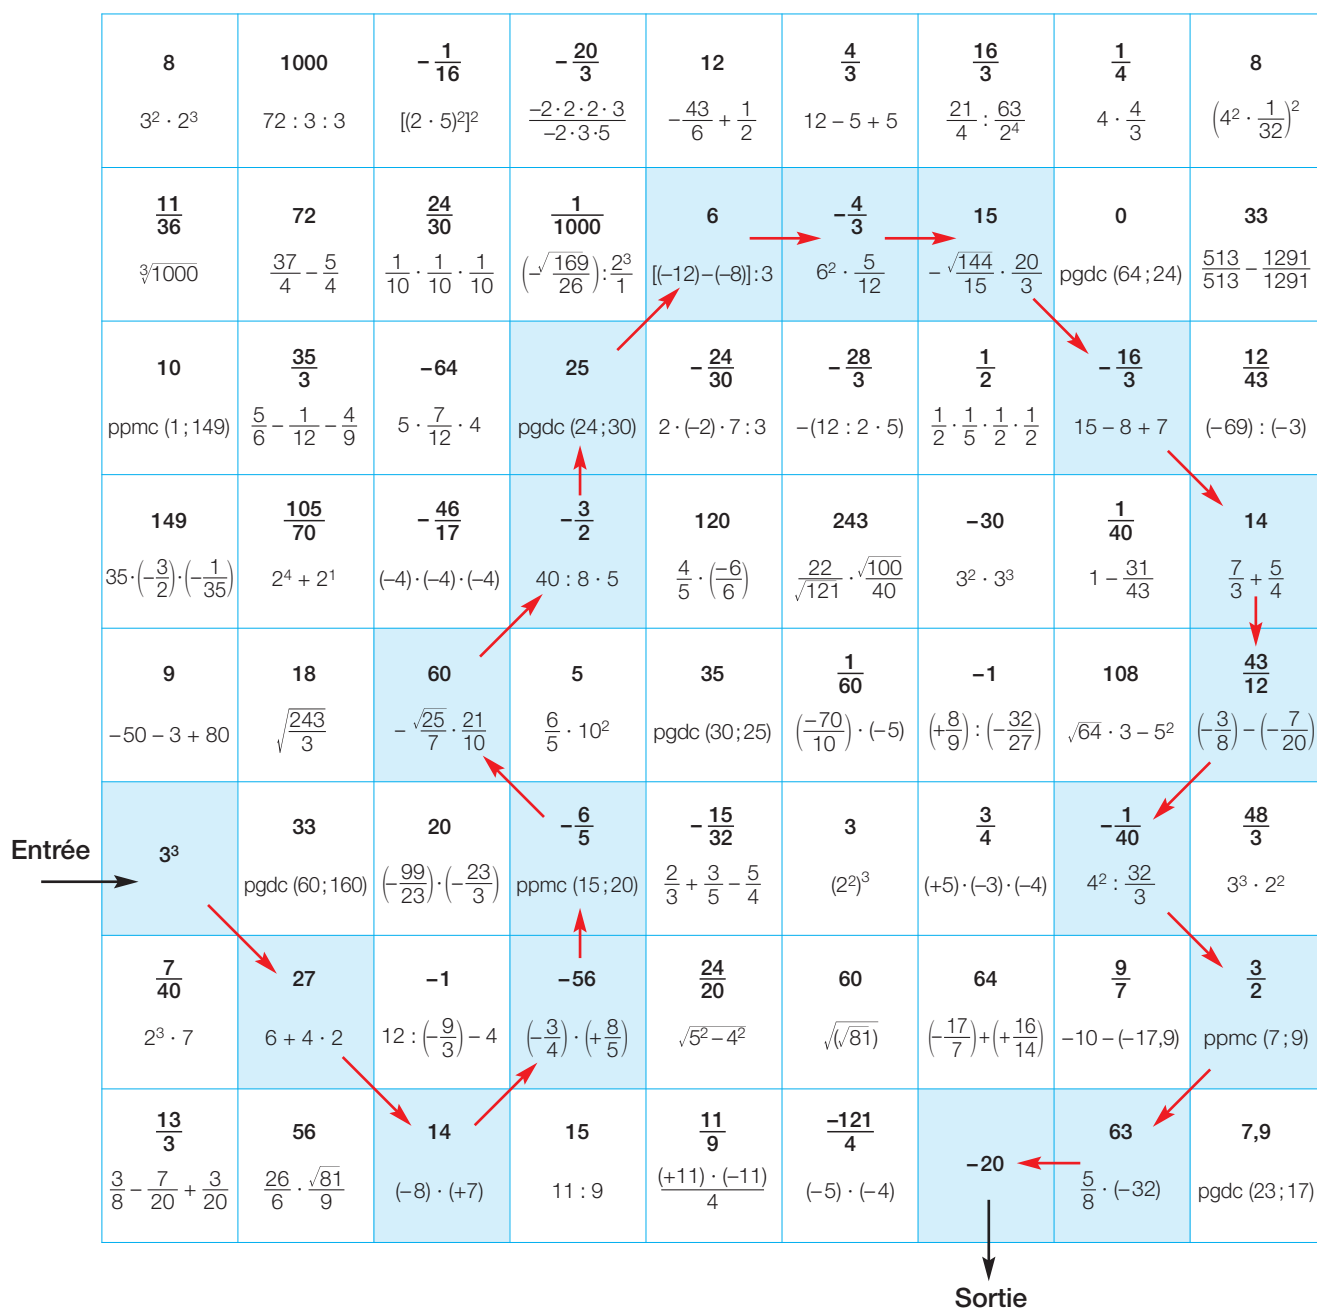 8 1000 -1/16 -20/3 12 4/3 16/3 1/4 8
3² · 2³ 72 : 3 : 3 [(2 · 5)²]² (-2 · 2 · 2 · 3)/(-2 · 3 · 5) -43/6 + 1/2 12 – 5 + 5 21/4 : 63/2⁴ 4 · 4/3 (4² · 1/32)²
11/36 72 24/30 1/1000 6 -4/3 15 0 33
∛1000 37/4 – 5/4 1/10 · 1/10 · 1/10 (-√169/26) : 2³/1 [(–12)–(–8)] : 3 6² · 5/12 -√144/15 · 20/3 pgdc (64 ; 24) 513/513 – 1291/1291
10 35/3 -64 25 -24/30 -28/3 1/2 -16/3 12/43
ppmc (1 ; 149) 5/6 – 1/12 – 4/9 5 · 7/12 · 4 pgdc (24 ; 30) 2 · (–2) · 7 : 3 –(12 : 2 · 5) 1/2 · 1/5 · 1/2 · 1/2 15 – 8 + 7 (–69) : (–3)
149 105/70 -46/17 -3/2 120 243 -30 1/40 14
35 · (-3/2) · (-1/35) 2⁴ + 2¹ (–4) · (–4) · (–4) 40 : 8 · 5 4/5 · (-6/6) 22/√121 · √100/40 3² · 3³ 1 – 31/43 7/3 + 5/4
9 18 60 5 35 1/60 -1 108 43/12
–50 – 3 + 80 √(243/3) -√25/7 · 21/10 6/5 · 10² pgdc (30 ; 25) (-70/10) · (–5) (+8/9) : (-32/27) √64 · 3 – 5² (-3/8) – (-7/20)
Entrée 3³ 33 20 -6/5 -15/32 3 3/4 -1/40 48/3
pgdc (60 ; 160) (-99/23) · (-23/3) ppmc (15 ; 20) 2/3 + 3/5 – 5/4 (2²)³ (+5) · (–3) · (–4) 4² : 32/3 3³ · 2²
7/40 27 -1 -56 24/20 60 64 9/7 3/2
2³ · 7 6 + 4 · 2 12 : (-9/3) – 4 (-3/4) · (+8/5) √(5² – 4²) √(√81) (-17/7) + (+16/14) –10 – (–17,9) ppmc (7 ; 9)
13/3 56 14 15 11/9 -121/4 -20 63 7,9
3/8 – 7/20 + 3/20 26/6 · √81/9 (–8) · (+7) 11 : 9 ((+11) · (–11))/4 (–5) · (–4) 5/8 · (–32) pgdc (23 ; 17)
Sortie